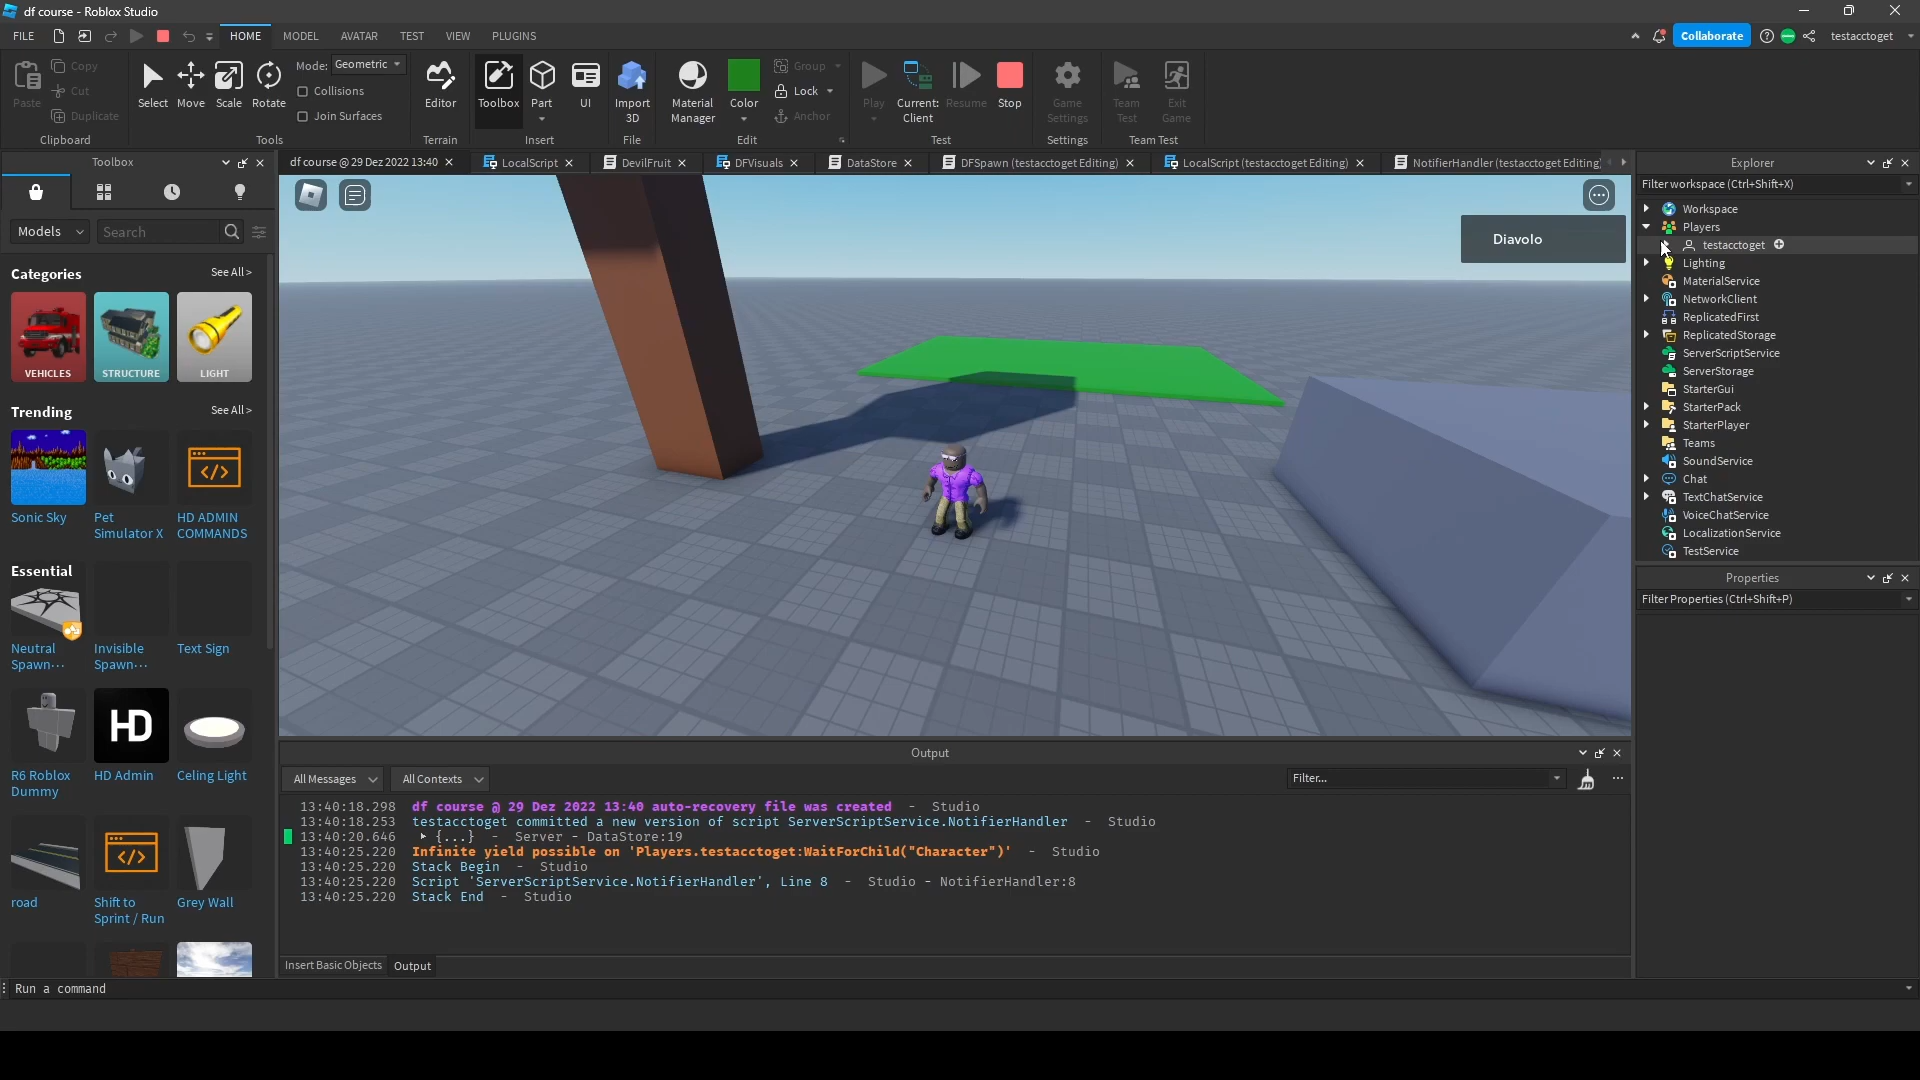 df course - Roblox Studio
FILE
HOME
MODEL
AVATAR
TEST
VIEW
PLUGINS
Collaborate
testacctoget
Paste
Copy
Cut
Duplicate
Clipboard
Select
Move
Scale
Rotate
Mode: Geometric
Collisions
Join Surfaces
Tools
Editor
Terrain
Toolbox
Part
UI
Insert
Import
3D
File
Material
Manager
Color
Group
Lock
Anchor
Edit
Play
Current:
Client
Resume
Stop
Test
Game
Settings
Settings
Team
Test
Exit
Game
Team Test
Toolbox
Models
Search
Categories
See All >
VEHICLES
STRUCTURE
LIGHT
Trending
See All >
Sonic Sky
Pet
Simulator X
HD ADMIN
COMMANDS
Essential
Neutral
Spawn...
Invisible
Spawn...
Text Sign
R6 Roblox
Dummy
HD
HD Admin
Celing Light
road
Shift to
Sprint / Run
Grey Wall
df course @ 29 Dez 2022 13:40
LocalScript
DevilFruit
DFVisuals
DataStore
DFSpawn (testacctoget Editing)
LocalScript (testacctoget Editing)
NotifierHandler (testacctoget Editing)
Diavolo
Output
All Messages
All Contexts
Filter...
13:40:18.298 df course @ 29 Dez 2022 13:40 auto-recovery file was created - Studio
13:40:18.253 testacctoget committed a new version of script ServerScriptService.NotifierHandler - Studio
13:40:20.646 ▶ {...} - Server - DataStore:19
13:40:25.220 Infinite yield possible on 'Players.testacctoget:WaitForChild("Character")' - Studio
13:40:25.220 Stack Begin - Studio
13:40:25.220 Script 'ServerScriptService.NotifierHandler', Line 8 - Studio - NotifierHandler:8
13:40:25.220 Stack End - Studio
Insert Basic Objects
Output
Run a command
Explorer
Filter workspace (Ctrl+Shift+X)
Workspace
Players
testacctoget
Lighting
MaterialService
NetworkClient
ReplicatedFirst
ReplicatedStorage
ServerScriptService
ServerStorage
StarterGui
StarterPack
StarterPlayer
Teams
SoundService
Chat
TextChatService
VoiceChatService
LocalizationService
TestService
Properties
Filter Properties (Ctrl+Shift+P)